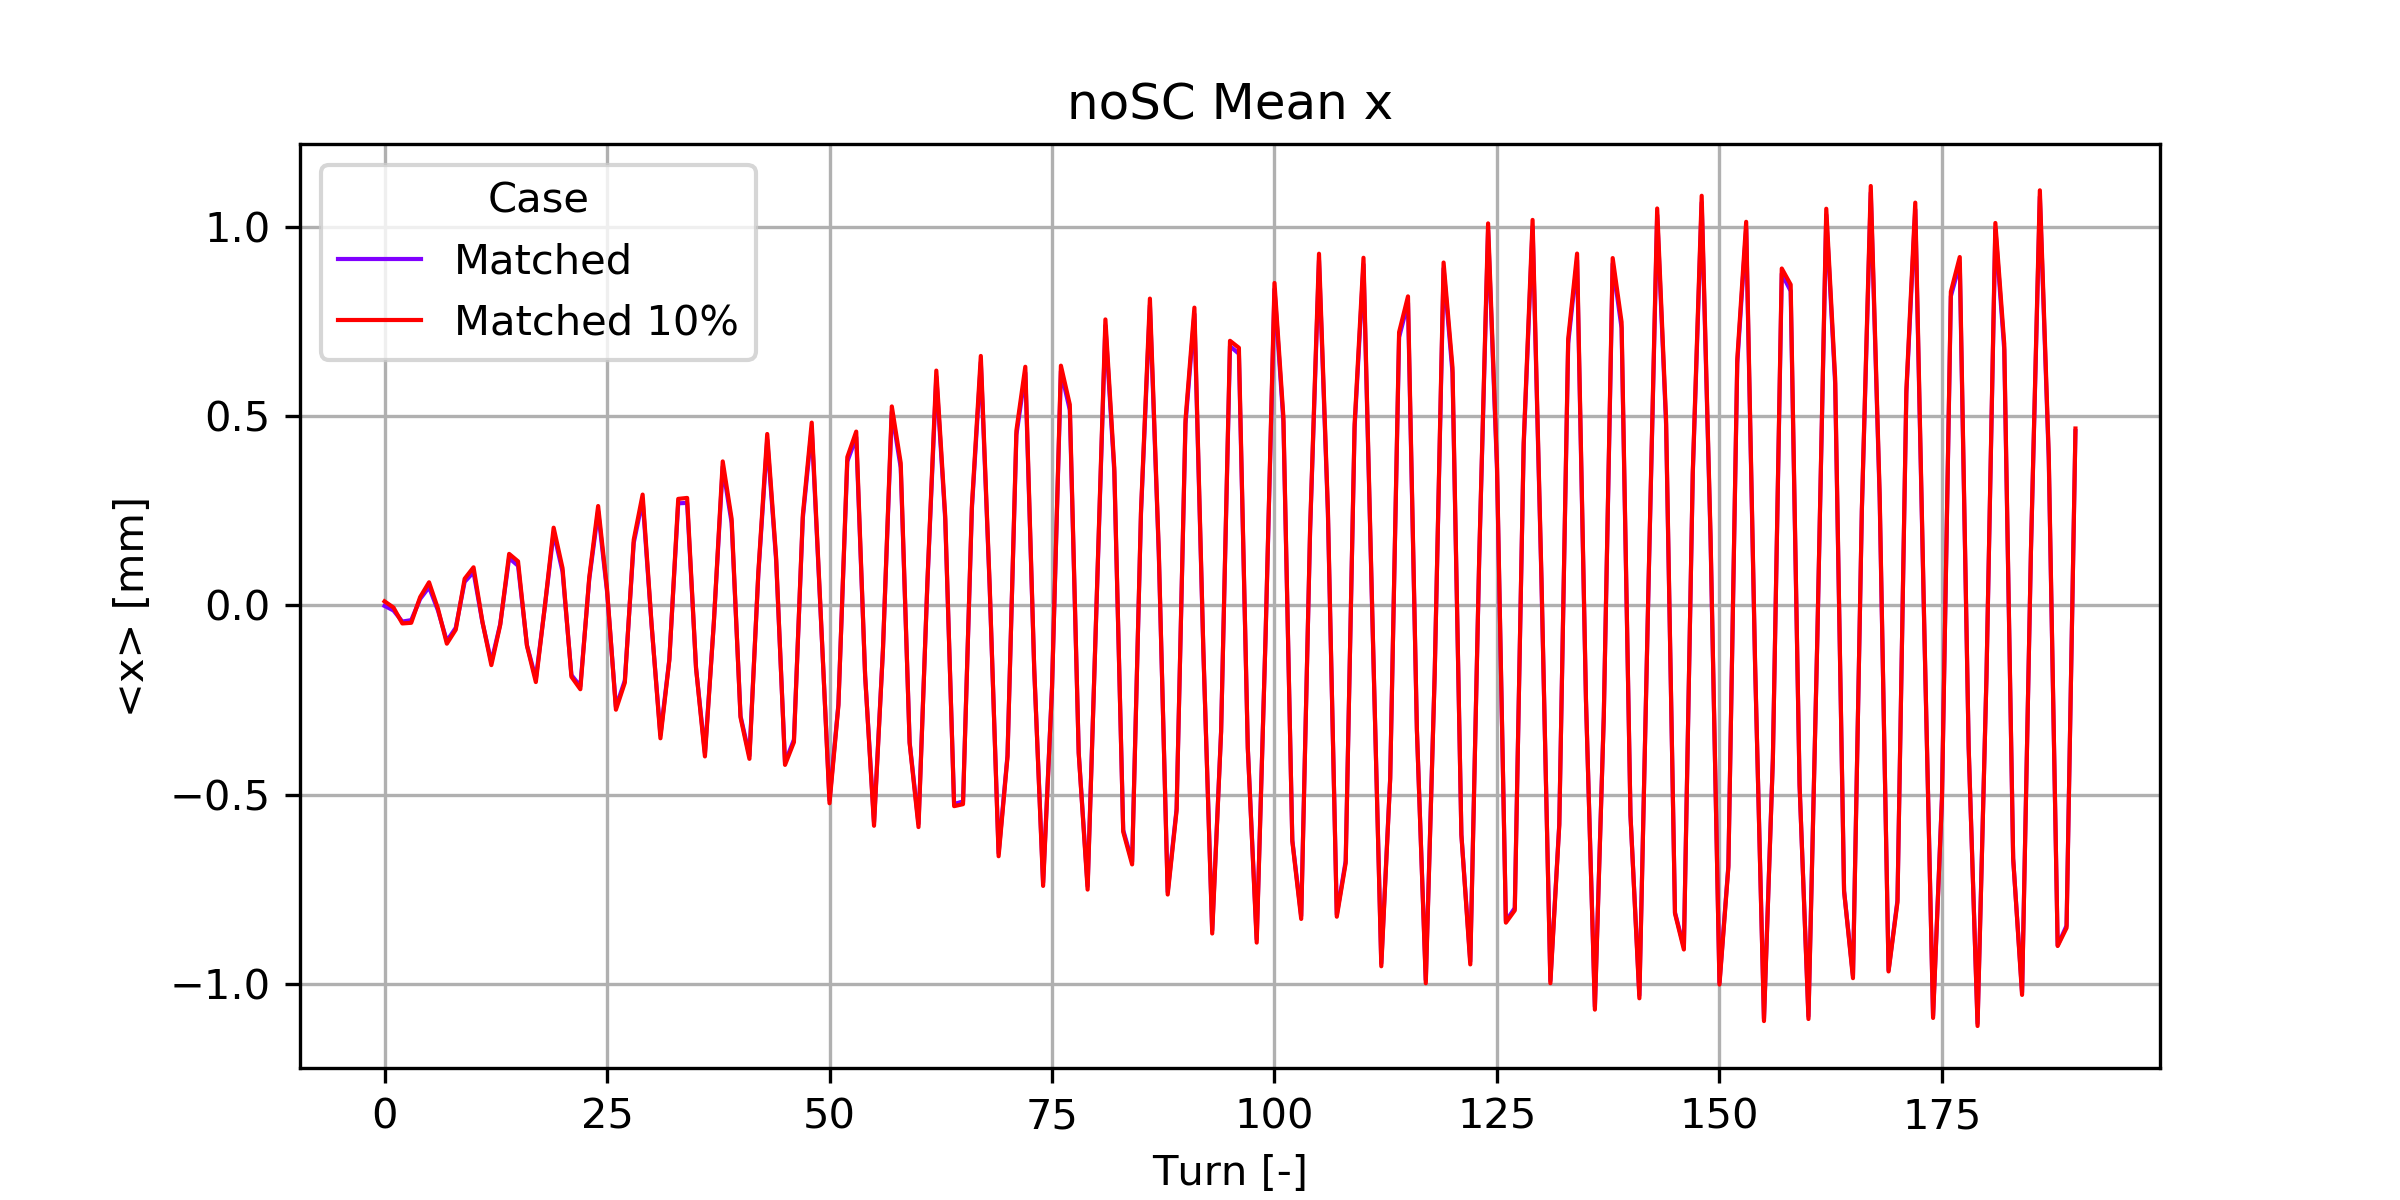 noSC Mean x
Case
Matched
Matched 10%
1.0
0.5
0.0
−0.5
−1.0
<x> [mm]
0 25 50 75 100 125 150 175
Turn [-]